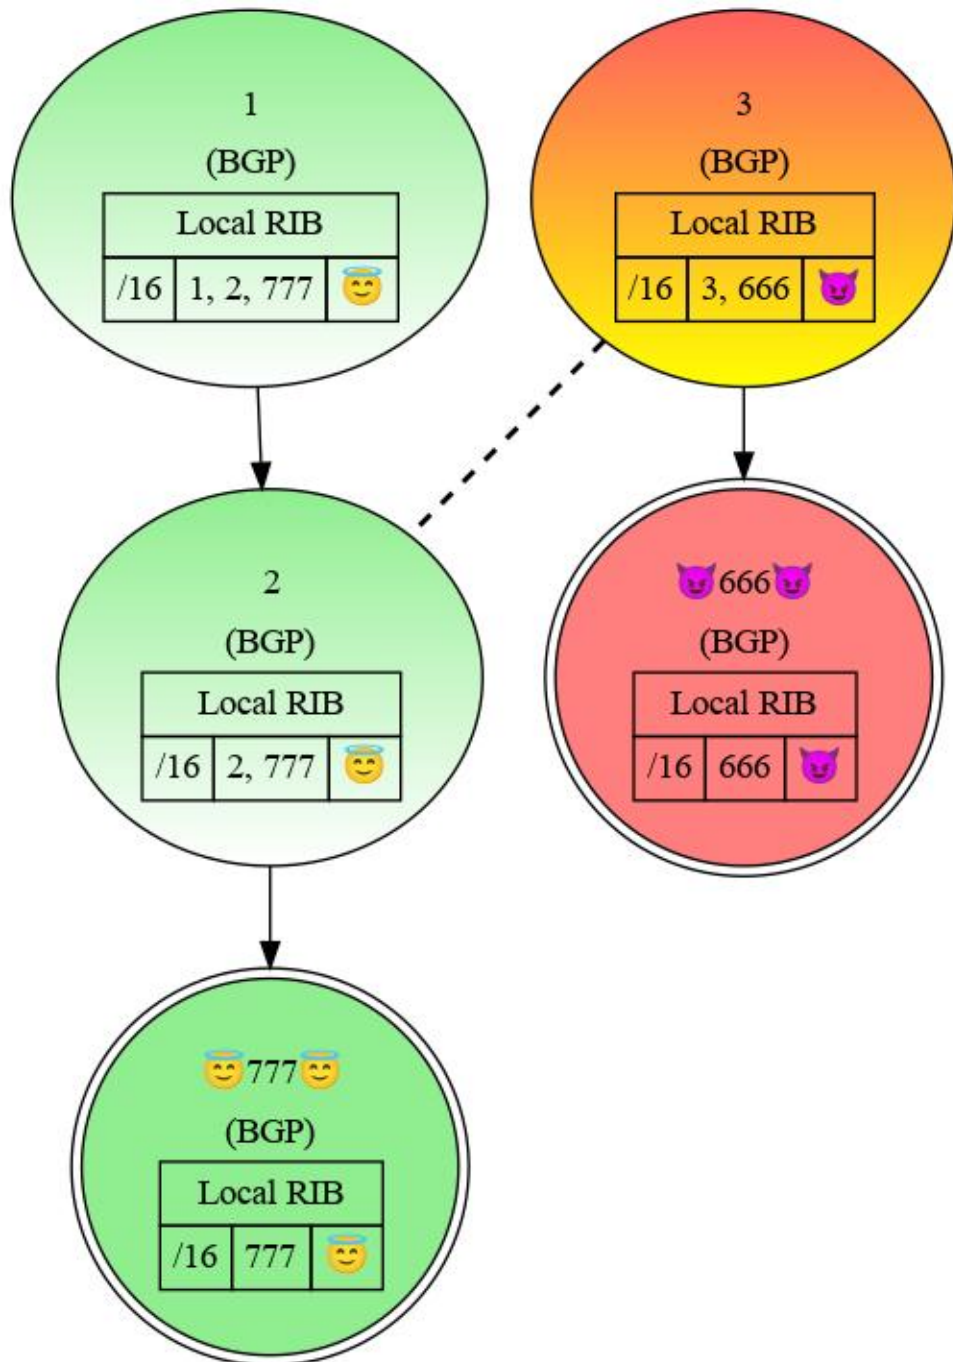 1
(BGP)
Local RIB
/16 1, 2, 777 😇
3
(BGP)
Local RIB
/16 3, 666 😈
2
(BGP)
Local RIB
/16 2, 777 😇
😈666😈
(BGP)
Local RIB
/16 666 😈
😇777😇
(BGP)
Local RIB
/16 777 😇